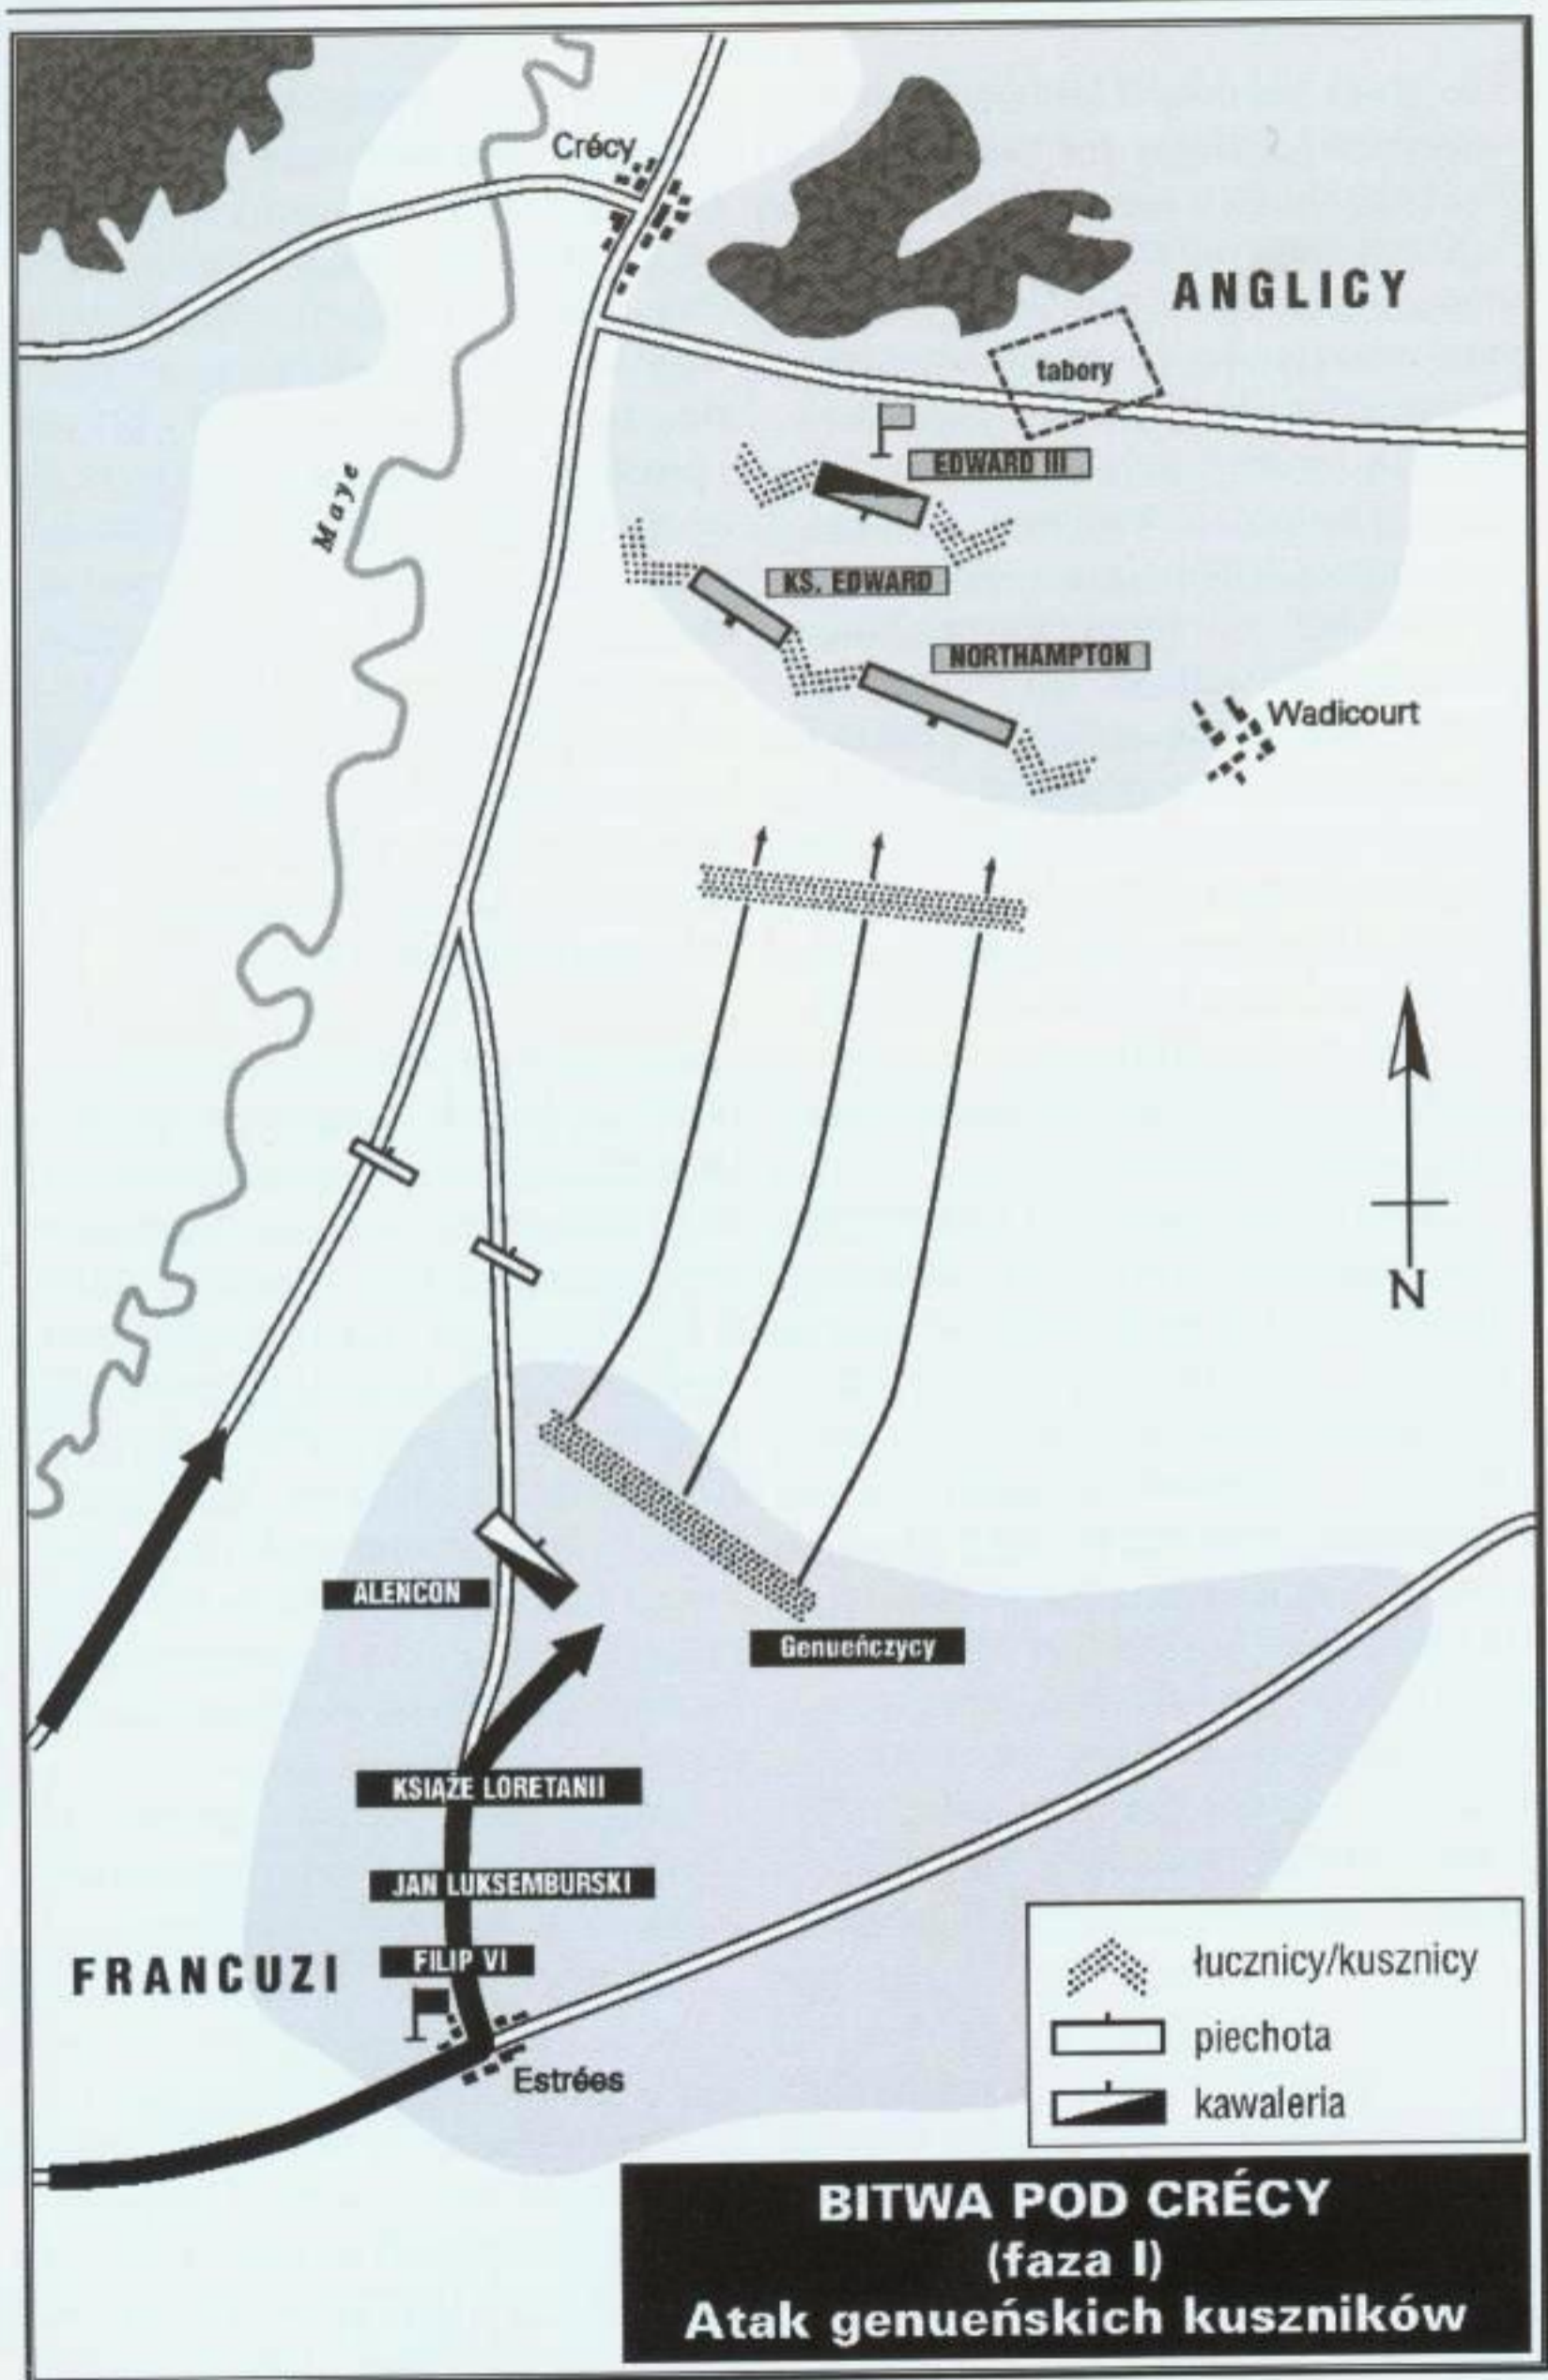 Crécy
ANGLICY
tabory
EDWARD III
Maye
KS. EDWARD
NORTHAMPTON
Wadicourt
N
ALENCON
Genueńczycy
KSIĄŻE LORETANII
JAN LUKSEMBURSKI
FILIP VI
FRANCUZI
Estrées
łucznicy/kusznicy
piechota
kawaleria
BITWA POD CRÉCY
(faza I)
Atak genueńskich kuszników